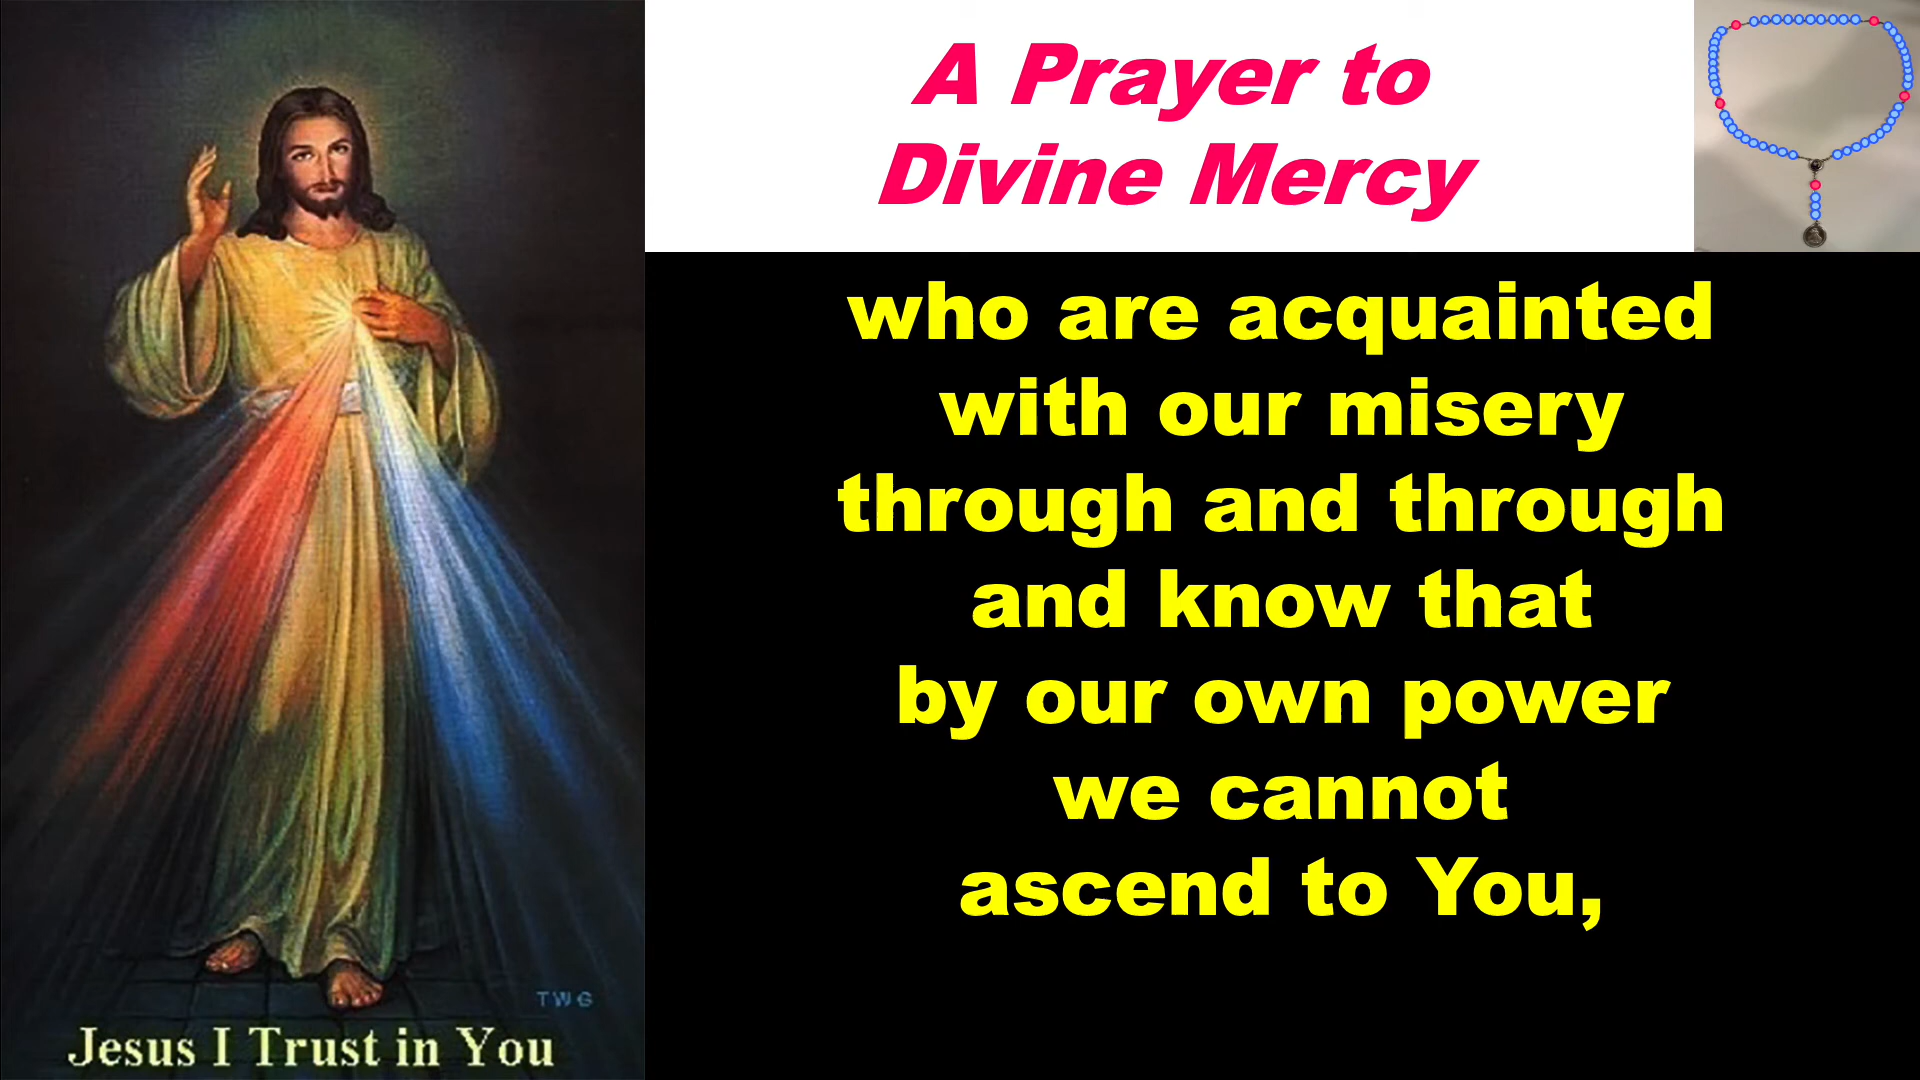 A Prayer to
Divine Mercy
who are acquainted
with our misery
through and through
and know that
by our own power
we cannot
ascend to You,
TWG
Jesus I Trust in You